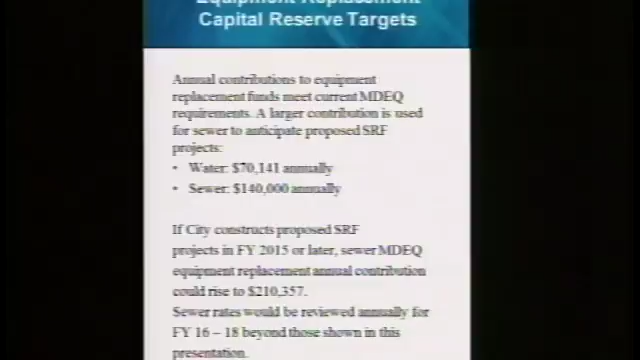 Equipment Replacement
Capital Reserve Targets
Annual contributions to equipment
replacement funds meet current MDEQ
requirements. A larger contribution is used
for sewer to anticipate proposed SRF
projects:
• Water: $70,141 annually
• Sewer: $140,000 annually
If City constructs proposed SRF
projects in FY 2015 or later, sewer MDEQ
equipment replacement annual contribution
could rise to $210,357.
Sewer rates would be reviewed annually for
FY 16 – 18 beyond those shown in this
presentation.